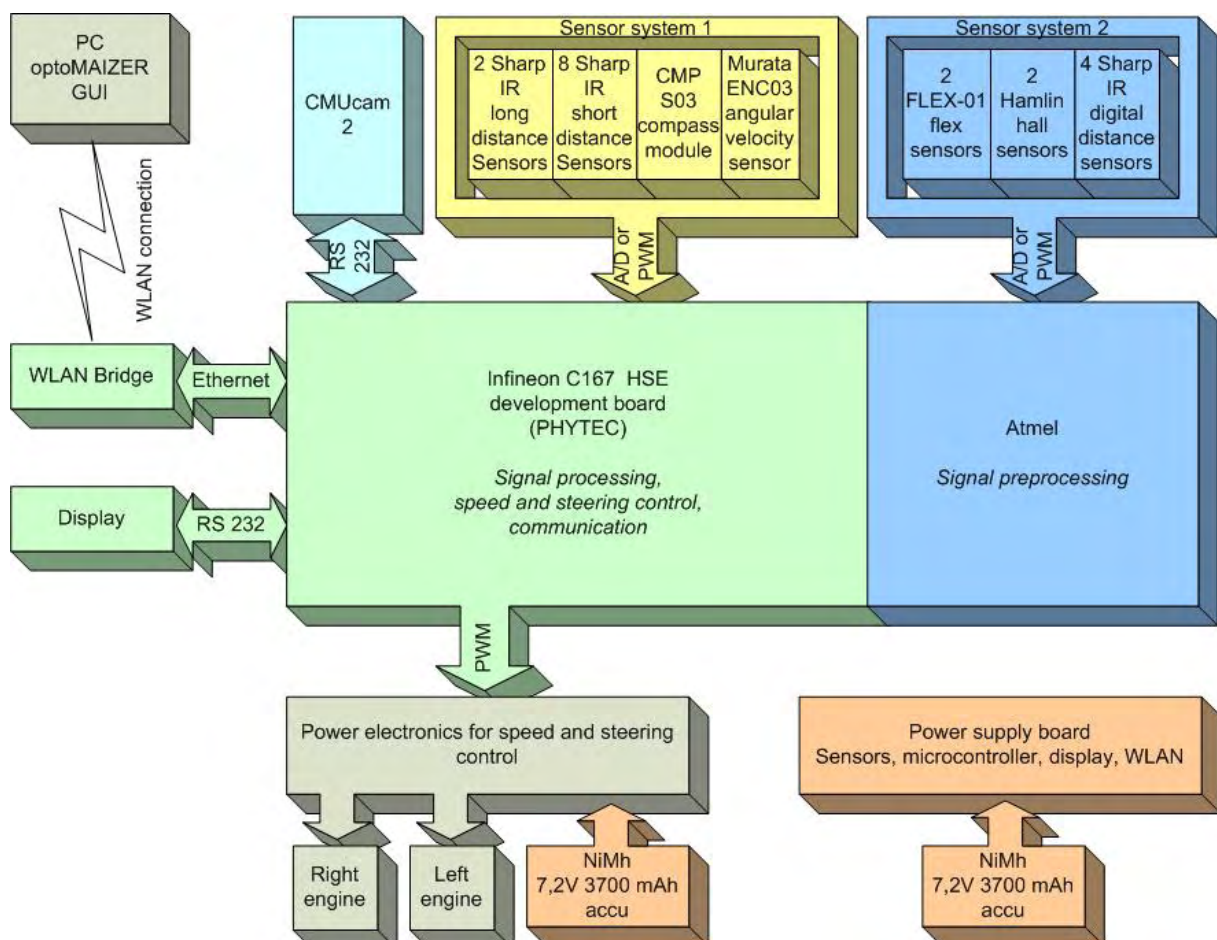 PC
optoMAIZER
GUI
WLAN connection
CMUcam
2
RS
232
Sensor system 1
2 Sharp
IR
long
distance
Sensors
8 Sharp
IR
short
distance
Sensors
CMP
S03
compass
module
Murata
ENC03
angular
velocity
sensor
A/D or
PWM
Sensor system 2
2
FLEX-01
flex
sensors
2
Hamlin
hall
sensors
4 Sharp
IR
digital
distance
sensors
A/D or
PWM
WLAN Bridge
Ethernet
Display
RS 232
Infineon C167 HSE
development board
(PHYTEC)
Signal processing,
speed and steering control,
communication
Atmel
Signal preprocessing
PWM
Power electronics for speed and steering
control
Right
engine
Left
engine
NiMh
7,2V 3700 mAh
accu
Power supply board
Sensors, microcontroller, display, WLAN
NiMh
7,2V 3700 mAh
accu